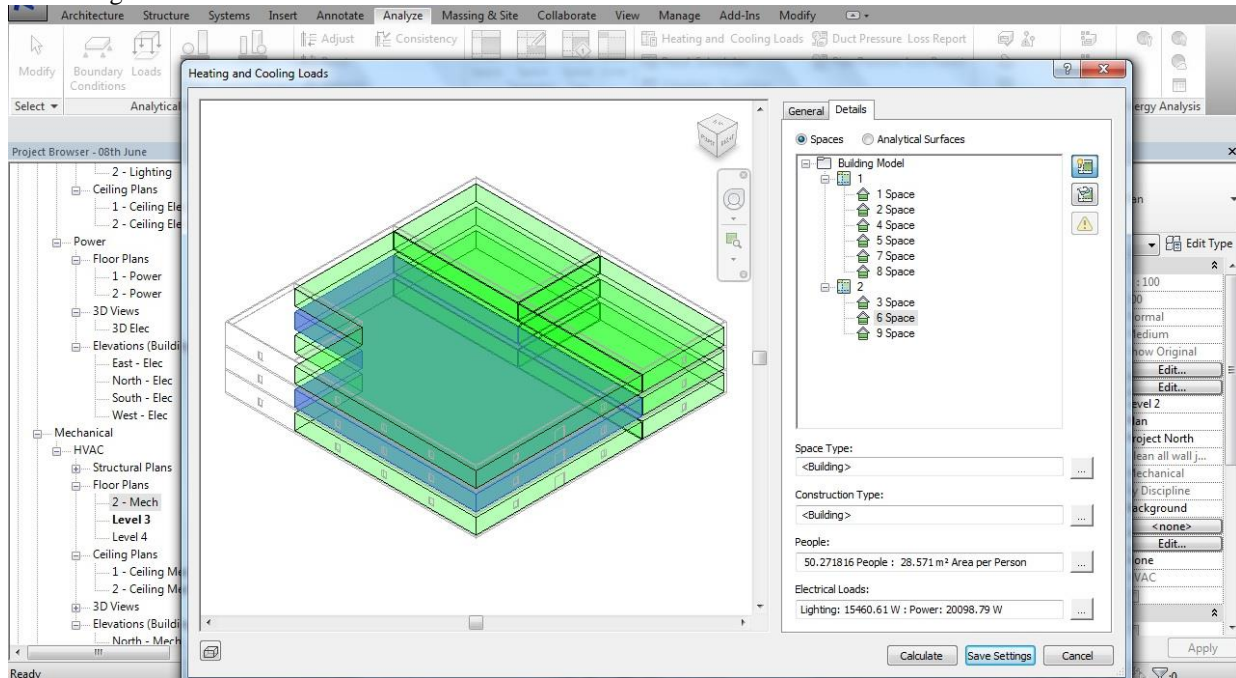 Architecture Structure Systems Insert Annotate Analyze Massing & Site Collaborate View Manage Add-Ins Modify
Adjust Consistency Heating and Cooling Loads Duct Pressure Loss Report
Modify Boundary Conditions Loads
Select Analytical
Energy Analysis
Heating and Cooling Loads
Project Browser - 08th June
2 - Lighting
Ceiling Plans
1 - Ceiling Ele
2 - Ceiling Ele
Power
Floor Plans
1 - Power
2 - Power
3D Views
3D Elec
Elevations (Buildi
East - Elec
North - Elec
South - Elec
West - Elec
Mechanical
HVAC
Structural Plans
Floor Plans
2 - Mech
Level 3
Level 4
Ceiling Plans
1 - Ceiling Me
2 - Ceiling Me
3D Views
Elevations (Buildi
North - Mech
Ready
General Details
Spaces Analytical Surfaces
Building Model
1
1 Space
2 Space
4 Space
5 Space
7 Space
8 Space
2
3 Space
6 Space
9 Space
Space Type:
<Building>
...
Construction Type:
<Building>
...
People:
50.271816 People : 28.571 m² Area per Person
...
Electrical Loads:
Lighting: 15460.61 W : Power: 20098.79 W
...
Calculate Save Settings Cancel
an
Edit Type
: 100
00
ormal
ledium
how Original
Edit...
Edit...
evel 2
lan
roject North
lean all wall j...
lechanical
y Discipline
ackground
<none>
Edit...
one
VAC
Apply
:0